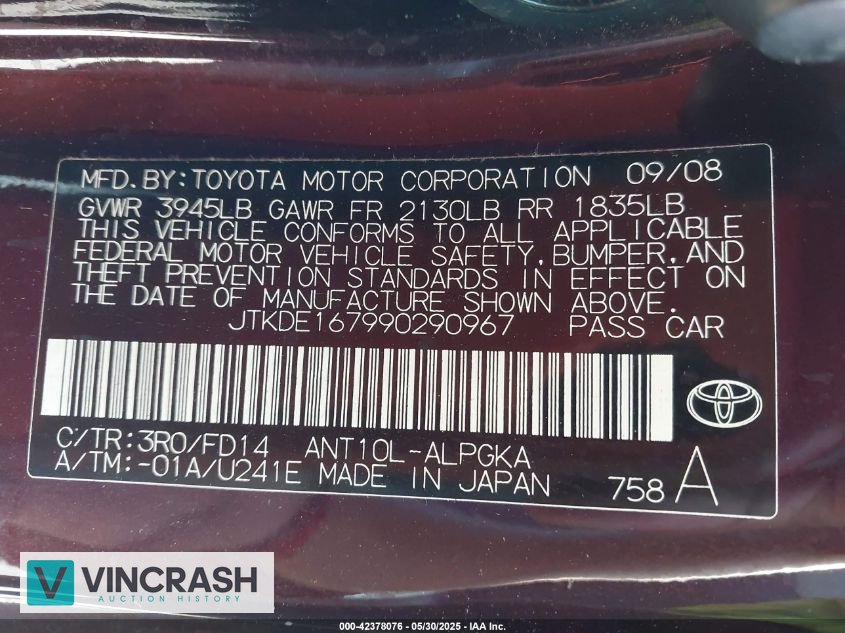 MFD.BY:TOYOTA MOTOR CORPORATION 09/08
GVWR 3945LB GAWR FR 2130LB RR 1835LB
THIS VEHICLE CONFORMS TO ALL APPLICABLE
FEDERAL MOTOR VEHICLE SAFETY,BUMPER,AND
THEFT PREVENTION STANDARDS IN EFFECT ON
THE DATE OF MANUFACTURE SHOWN ABOVE.
JTKDE167990290967 PASS CAR
C/TR:3R0/FD14 ANT10L-ALPGKA
A/TM:-01A/U241E MADE IN JAPAN 758 A
V VINCRASH
AUCTION HISTORY
000-42378076 - 05/30/2025 - IAA Inc.